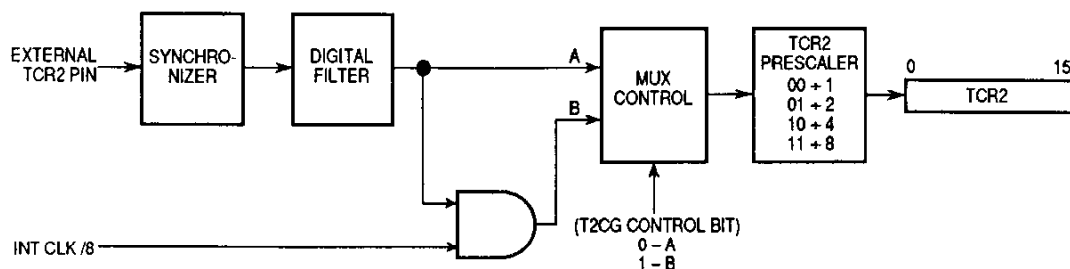 EXTERNAL
TCR2 PIN
SYNCHRO-
NIZER
DIGITAL
FILTER
A
B
MUX
CONTROL
TCR2
PRESCALER
00 ÷ 1
01 ÷ 2
10 ÷ 4
11 ÷ 8
0 15
TCR2
INT CLK /8
(T2CG CONTROL BIT)
0 – A
1 – B